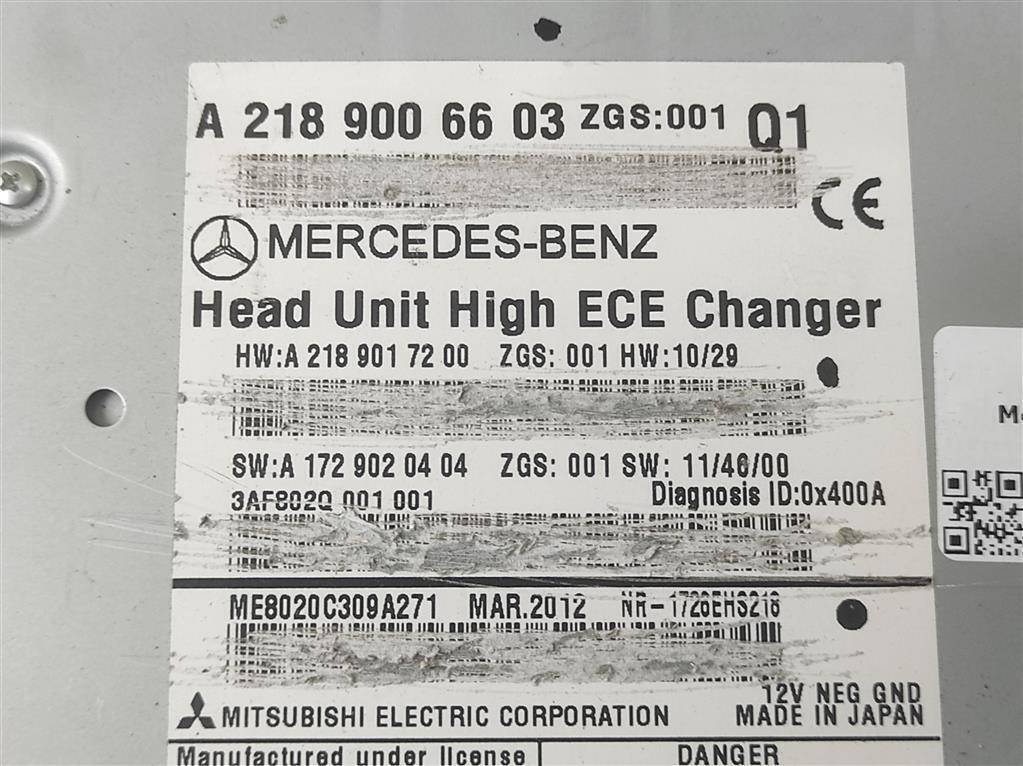 A 218 900 66 03 ZGS:001 Q1
CE
MERCEDES-BENZ
Head Unit High ECE Changer
HW:A 218 901 72 00 ZGS: 001 HW:10/29
SW:A 172 902 04 04 ZGS: 001 SW: 11/46/00
3AF802Q 001 001 Diagnosis ID:0x400A
ME8020C309A271 MAR.2012 NR-1726EHS218
12V NEG GND
MITSUBISHI ELECTRIC CORPORATION MADE IN JAPAN
Manufactured under license DANGER